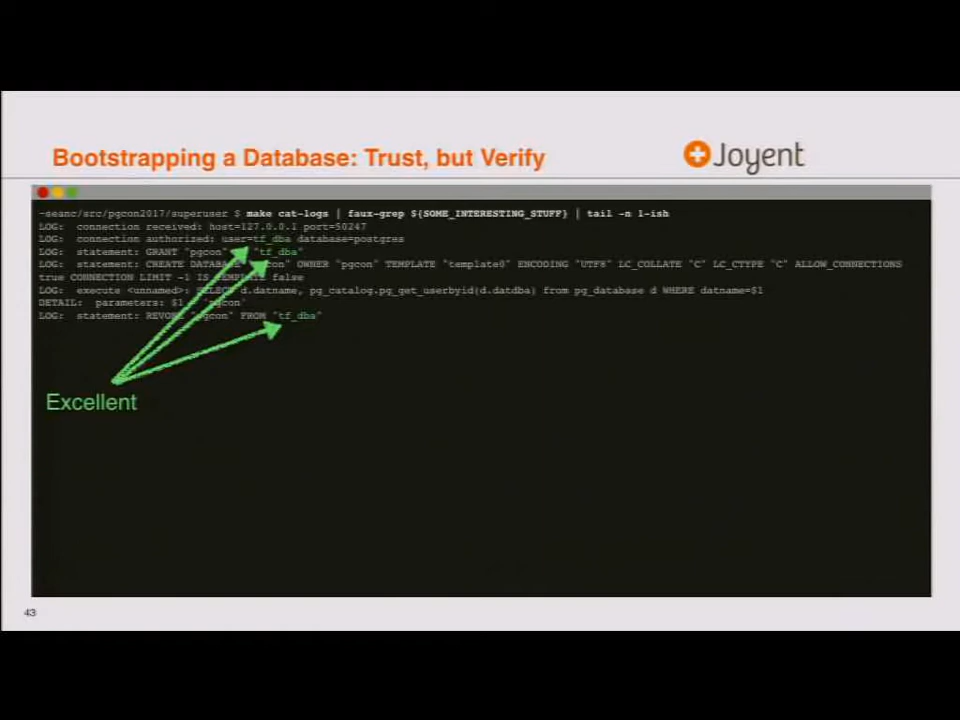 Bootstrapping a Database: Trust, but Verify
Joyent
~seanc/src/pgcon2017/superuser $ make cat-logs | faux-grep ${SOME_INTERESTING_STUFF} | tail -n 1-ish
LOG: connection received: host=127.0.0.1 port=50247
LOG: connection authorized: user=tf_dba database=postgres
LOG: statement: GRANT "pgcon" "tf_dba"
LOG: statement: CREATE DATABASE OWNER "pgcon" TEMPLATE "template0" ENCODING "UTF8" LC_COLLATE "C" LC_CTYPE "C" ALLOW_CONNECTIONS
true CONNECTION LIMIT -1 IS_TEMPLATE false
LOG: execute <unnamed>: SELECT d.datname, pg_catalog.pg_get_userbyid(d.datdba) from pg_database d WHERE datname=$1
DETAIL: parameters: $1 = "pgcon"
LOG: statement: REVOKE "pgcon" FROM "tf_dba"
Excellent
43